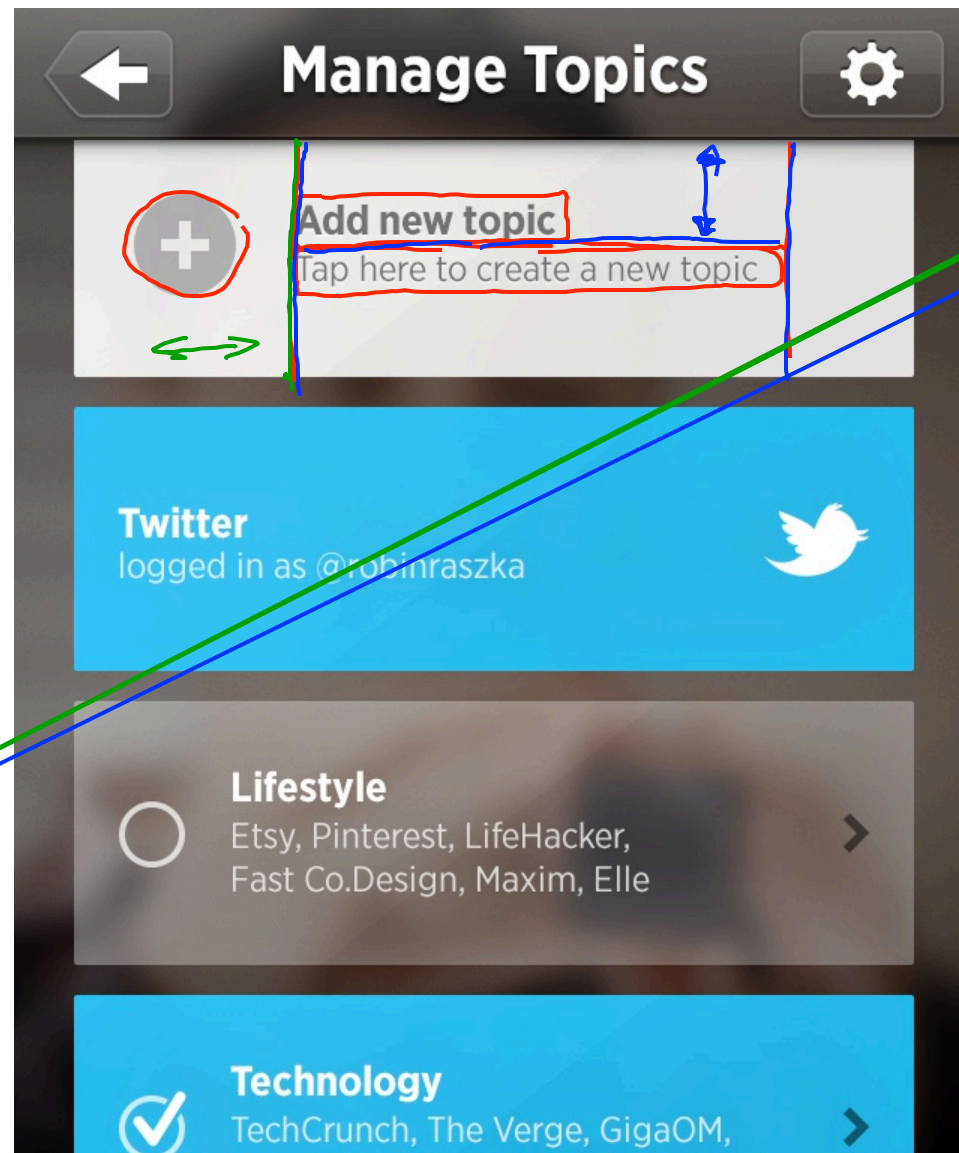 Manage Topics
Add new topic
Tap here to create a new topic
Twitter
logged in as @robinraszka
Lifestyle
Etsy, Pinterest, LifeHacker,
Fast Co.Design, Maxim, Elle
Technology
TechCrunch, The Verge, GigaOM,